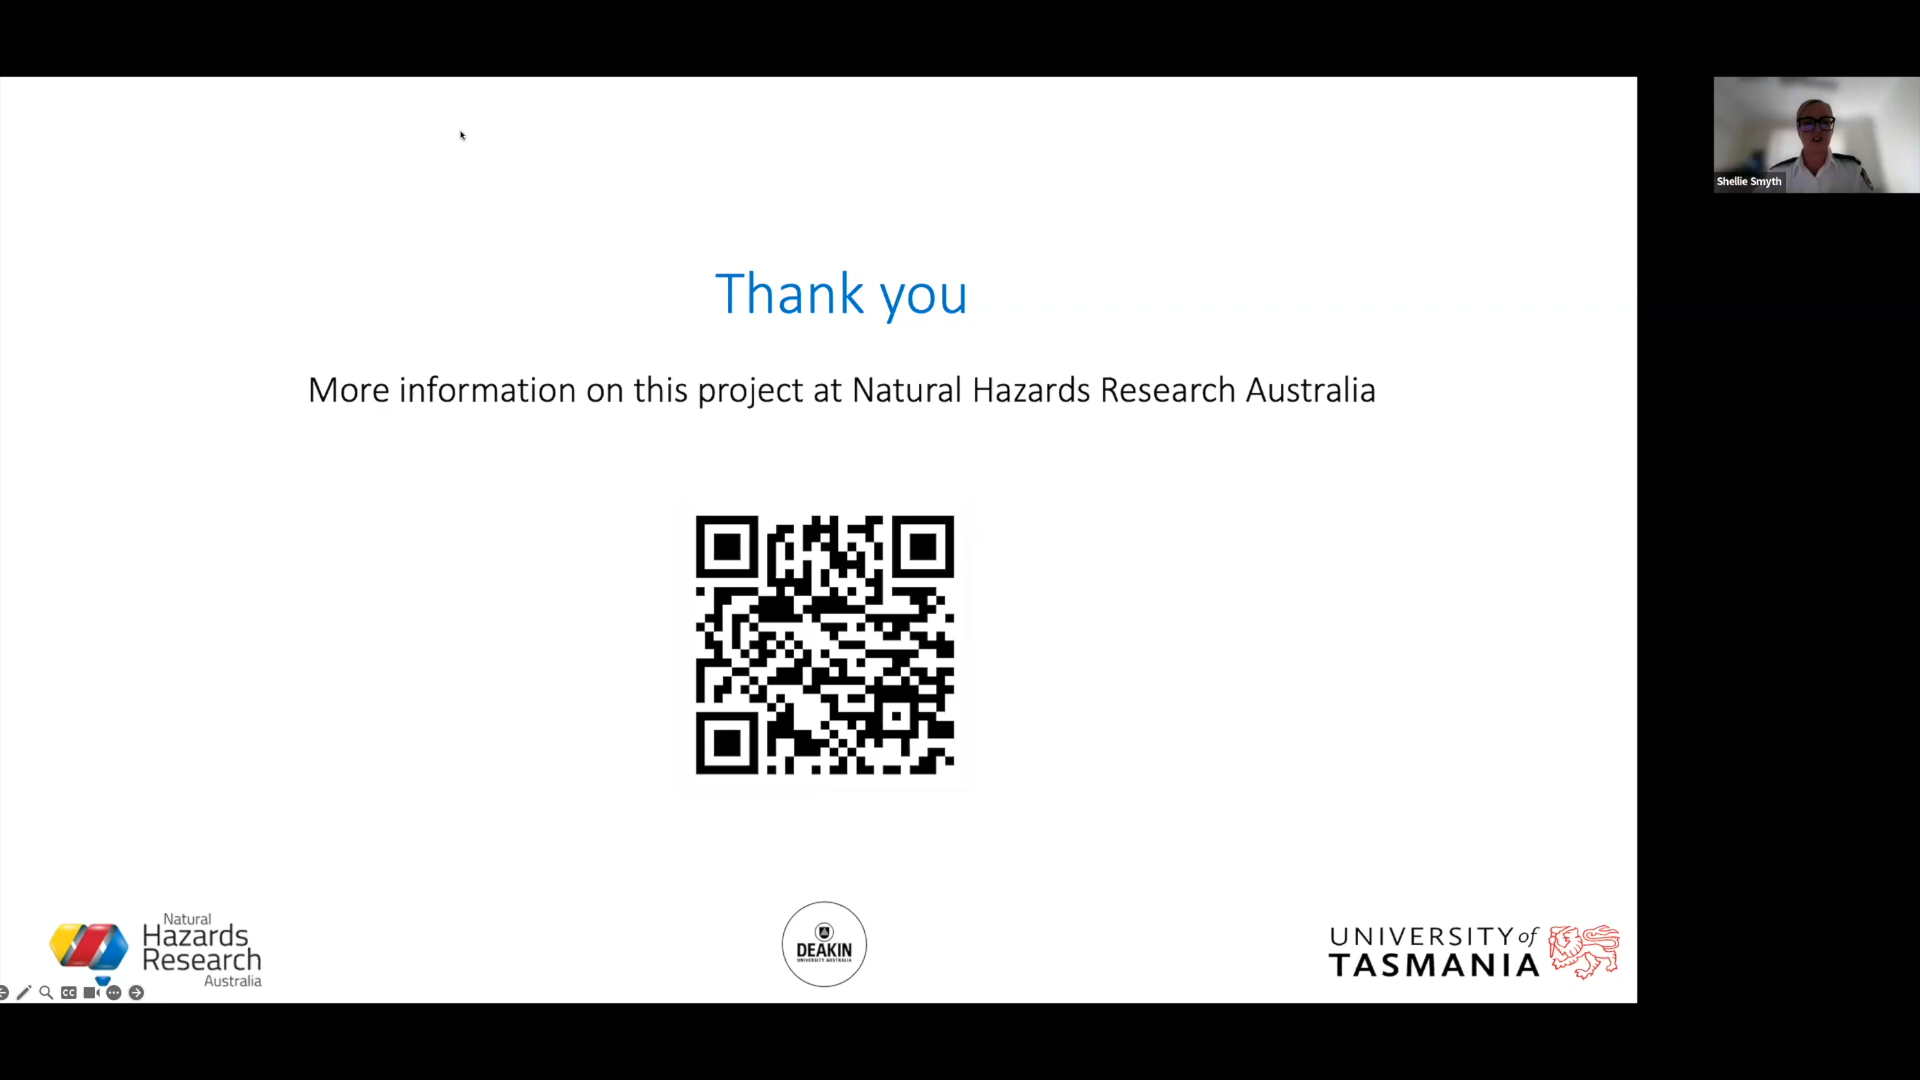 Thank you
More information on this project at Natural Hazards Research Australia
Shellie Smyth
Natural
Hazards
Research
Australia
DEAKIN
UNIVERSITY AUSTRALIA
UNIVERSITY of
TASMANIA
CC